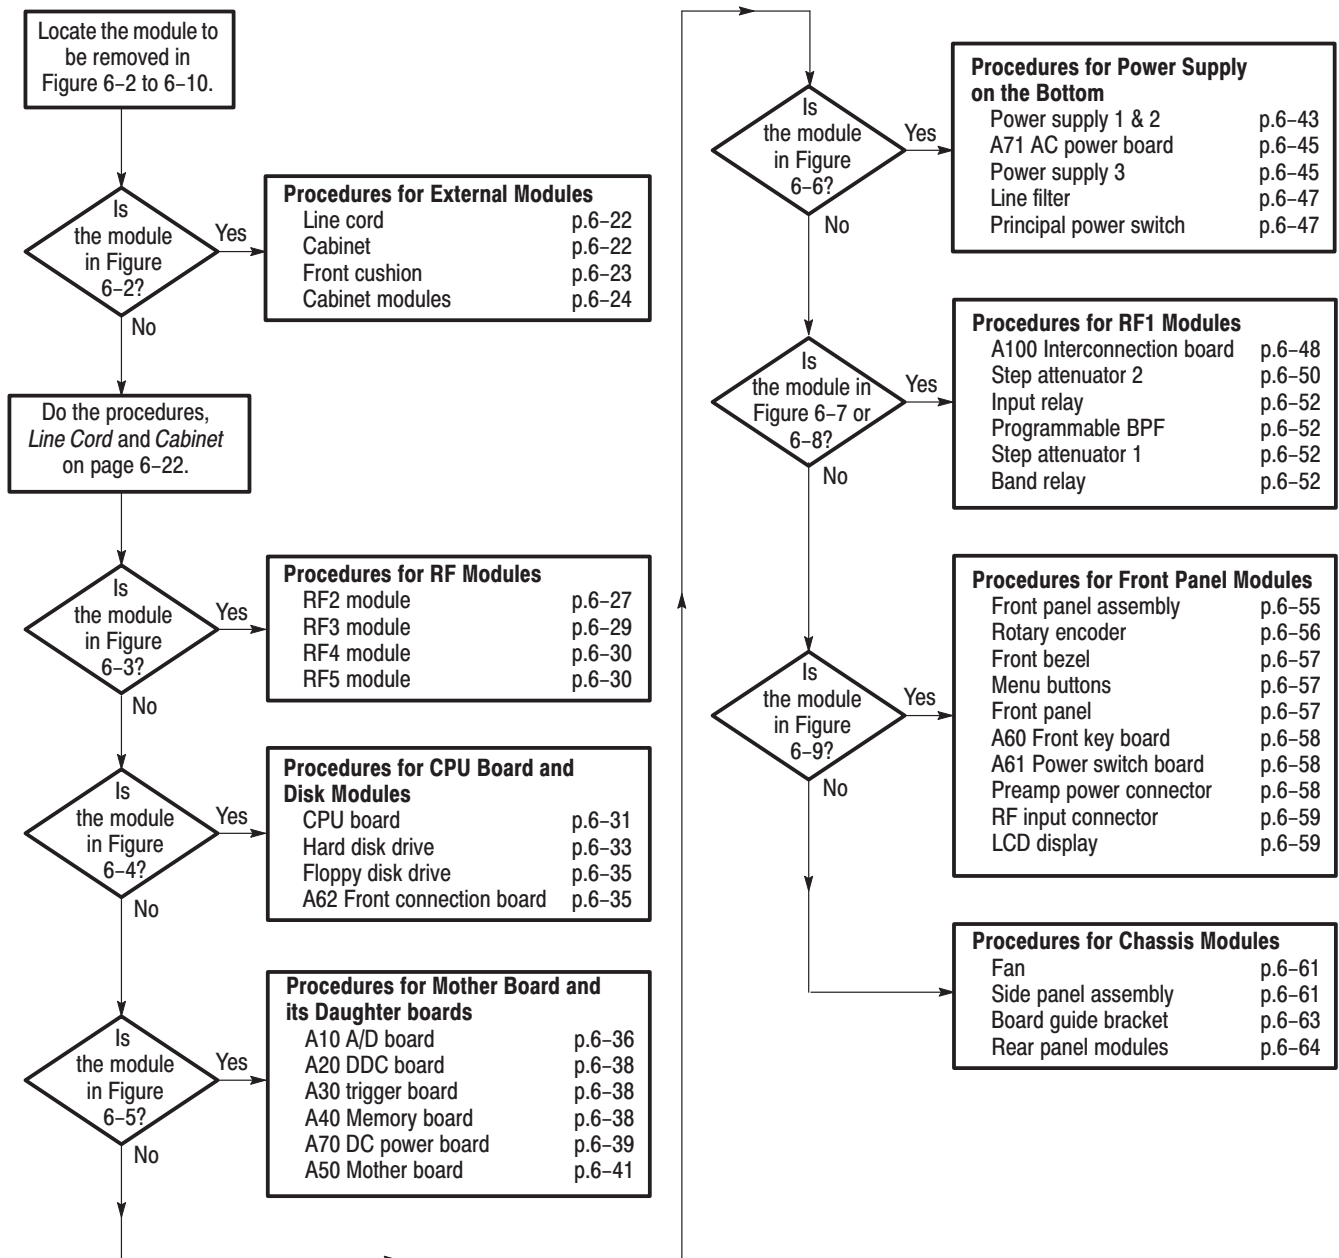 Locate the module to
be removed in
Figure 6–2 to 6–10.
Is
the module
in Figure
6–2?
Yes
No
Procedures for External Modules
Line cord p.6–22
Cabinet p.6–22
Front cushion p.6–23
Cabinet modules p.6–24
Do the procedures,
Line Cord and Cabinet
on page 6–22.
Is
the module
in Figure
6–3?
Yes
No
Procedures for RF Modules
RF2 module p.6–27
RF3 module p.6–29
RF4 module p.6–30
RF5 module p.6–30
Is
the module
in Figure
6–4?
Yes
No
Procedures for CPU Board and
Disk Modules
CPU board p.6–31
Hard disk drive p.6–33
Floppy disk drive p.6–35
A62 Front connection board p.6–35
Is
the module
in Figure
6–5?
Yes
No
Procedures for Mother Board and
its Daughter boards
A10 A/D board p.6–36
A20 DDC board p.6–38
A30 trigger board p.6–38
A40 Memory board p.6–38
A70 DC power board p.6–39
A50 Mother board p.6–41
Is
the module
in Figure
6–6?
Yes
No
Procedures for Power Supply
on the Bottom
Power supply 1 & 2 p.6–43
A71 AC power board p.6–45
Power supply 3 p.6–45
Line filter p.6–47
Principal power switch p.6–47
Is
the module in
Figure 6–7 or
6–8?
Yes
No
Procedures for RF1 Modules
A100 Interconnection board p.6–48
Step attenuator 2 p.6–50
Input relay p.6–52
Programmable BPF p.6–52
Step attenuator 1 p.6–52
Band relay p.6–52
Is
the module
in Figure
6–9?
Yes
No
Procedures for Front Panel Modules
Front panel assembly p.6–55
Rotary encoder p.6–56
Front bezel p.6–57
Menu buttons p.6–57
Front panel p.6–57
A60 Front key board p.6–58
A61 Power switch board p.6–58
Preamp power connector p.6–58
RF input connector p.6–59
LCD display p.6–59
Procedures for Chassis Modules
Fan p.6–61
Side panel assembly p.6–61
Board guide bracket p.6–63
Rear panel modules p.6–64